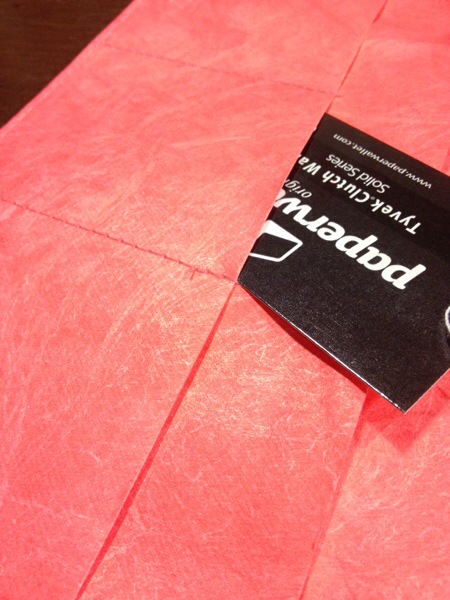 paperw
orig
Tyvek.Clutch Wa
Solid Series
www.paperwallet.com